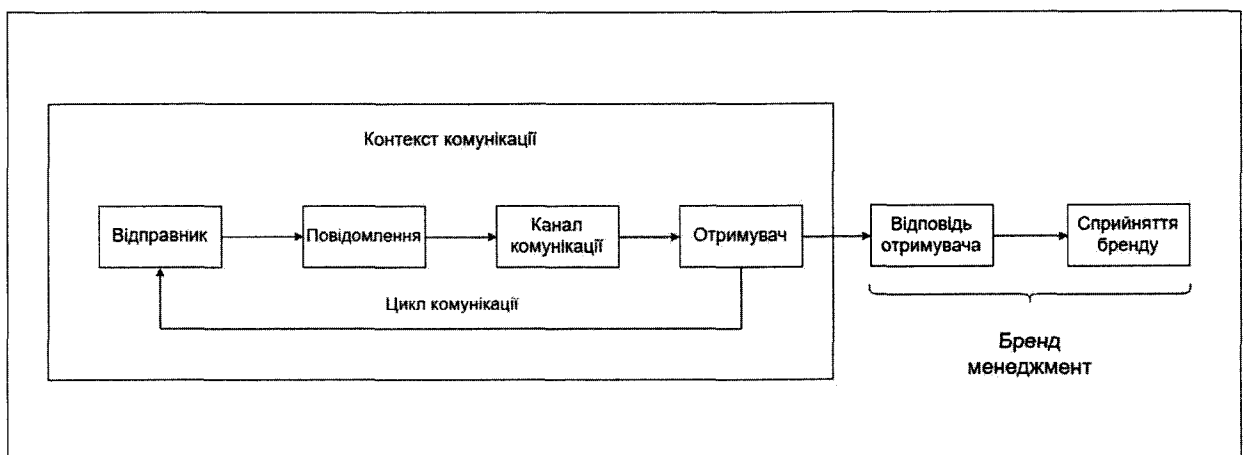 Контекст комунікації
Відправник
Повідомлення
Канал
комунікації
Отримувач
Відповідь
отримувача
Сприйняття
бренду
Цикл комунікації
Бренд
менеджмент